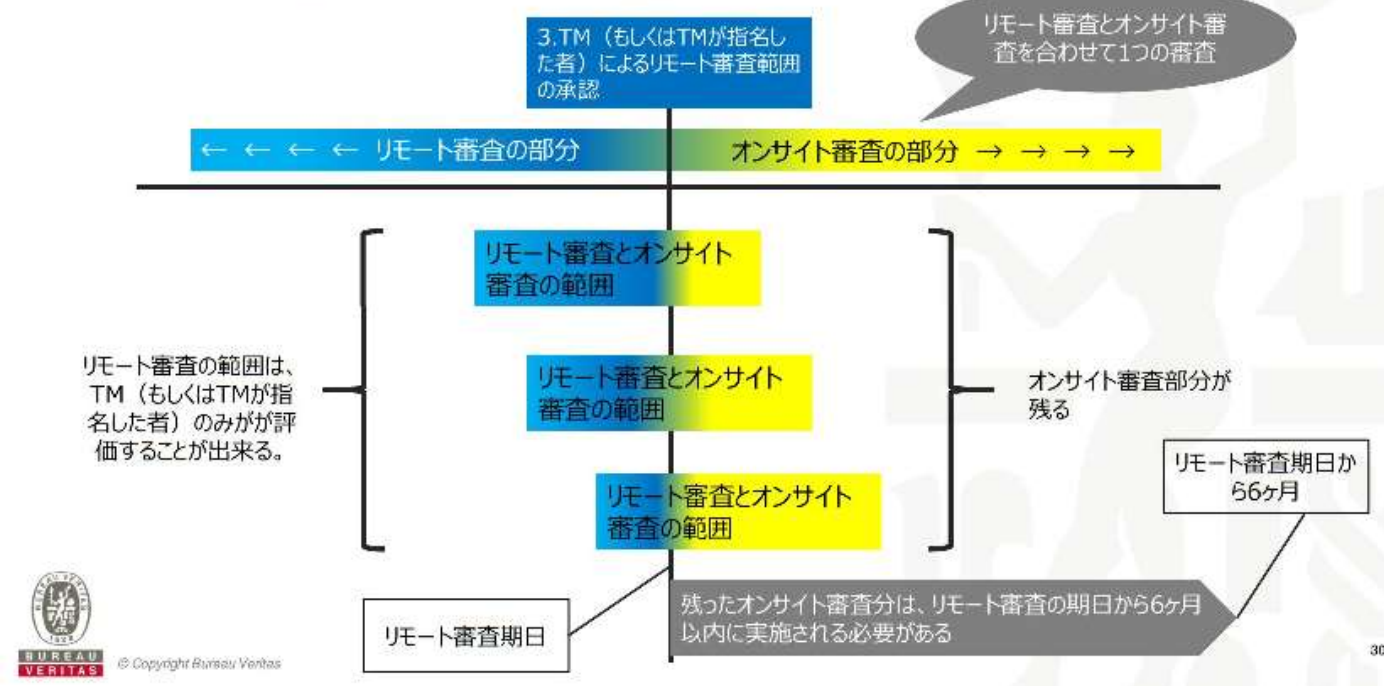 3.TM（もしくはTMが指名し
た者）によるリモート審査範囲
の承認
リモート審査とオンサイト審
査を合わせて1つの審査
← ← ← ← リモート審査の部分
オンサイト審査の部分 → → → →
リモート審査とオンサイト
審査の範囲
リモート審査の範囲は、
TM（もしくはTMが指
名した者）のみがが評
価することが出来る。
リモート審査とオンサイト
審査の範囲
オンサイト審査部分が
残る
リモート審査とオンサイト
審査の範囲
リモート審査期日か
ら6ヶ月
リモート審査期日
残ったオンサイト審査分は、リモート審査の期日から6ヶ月
以内に実施される必要がある
BUREAU
VERITAS
© Copyright Bureau Veritas
30